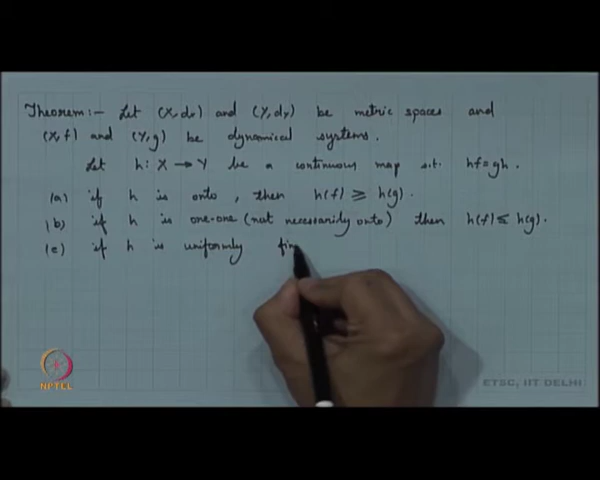 Theorem:- Let (X, dx) and (Y, dy) be metric spaces and
(X, f) and (Y, g) be dynamical systems.
Let h: X → Y be a continuous map s.t. hf = gh.
(a) if h is onto, then h(f) ≥ h(g).
(b) if h is one-one (not necessarily onto) then h(f) ≤ h(g).
(c) if h is uniformly fin
NPTEL
ETSC, IIT DELHI